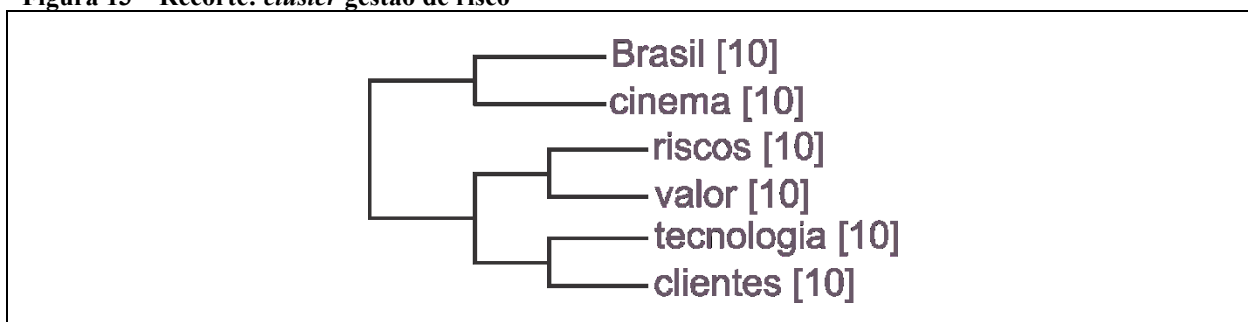 Figura 15 – Recorte: cluster gestão de risco
Brasil [10]
cinema [10]
riscos [10]
valor [10]
tecnologia [10]
clientes [10]